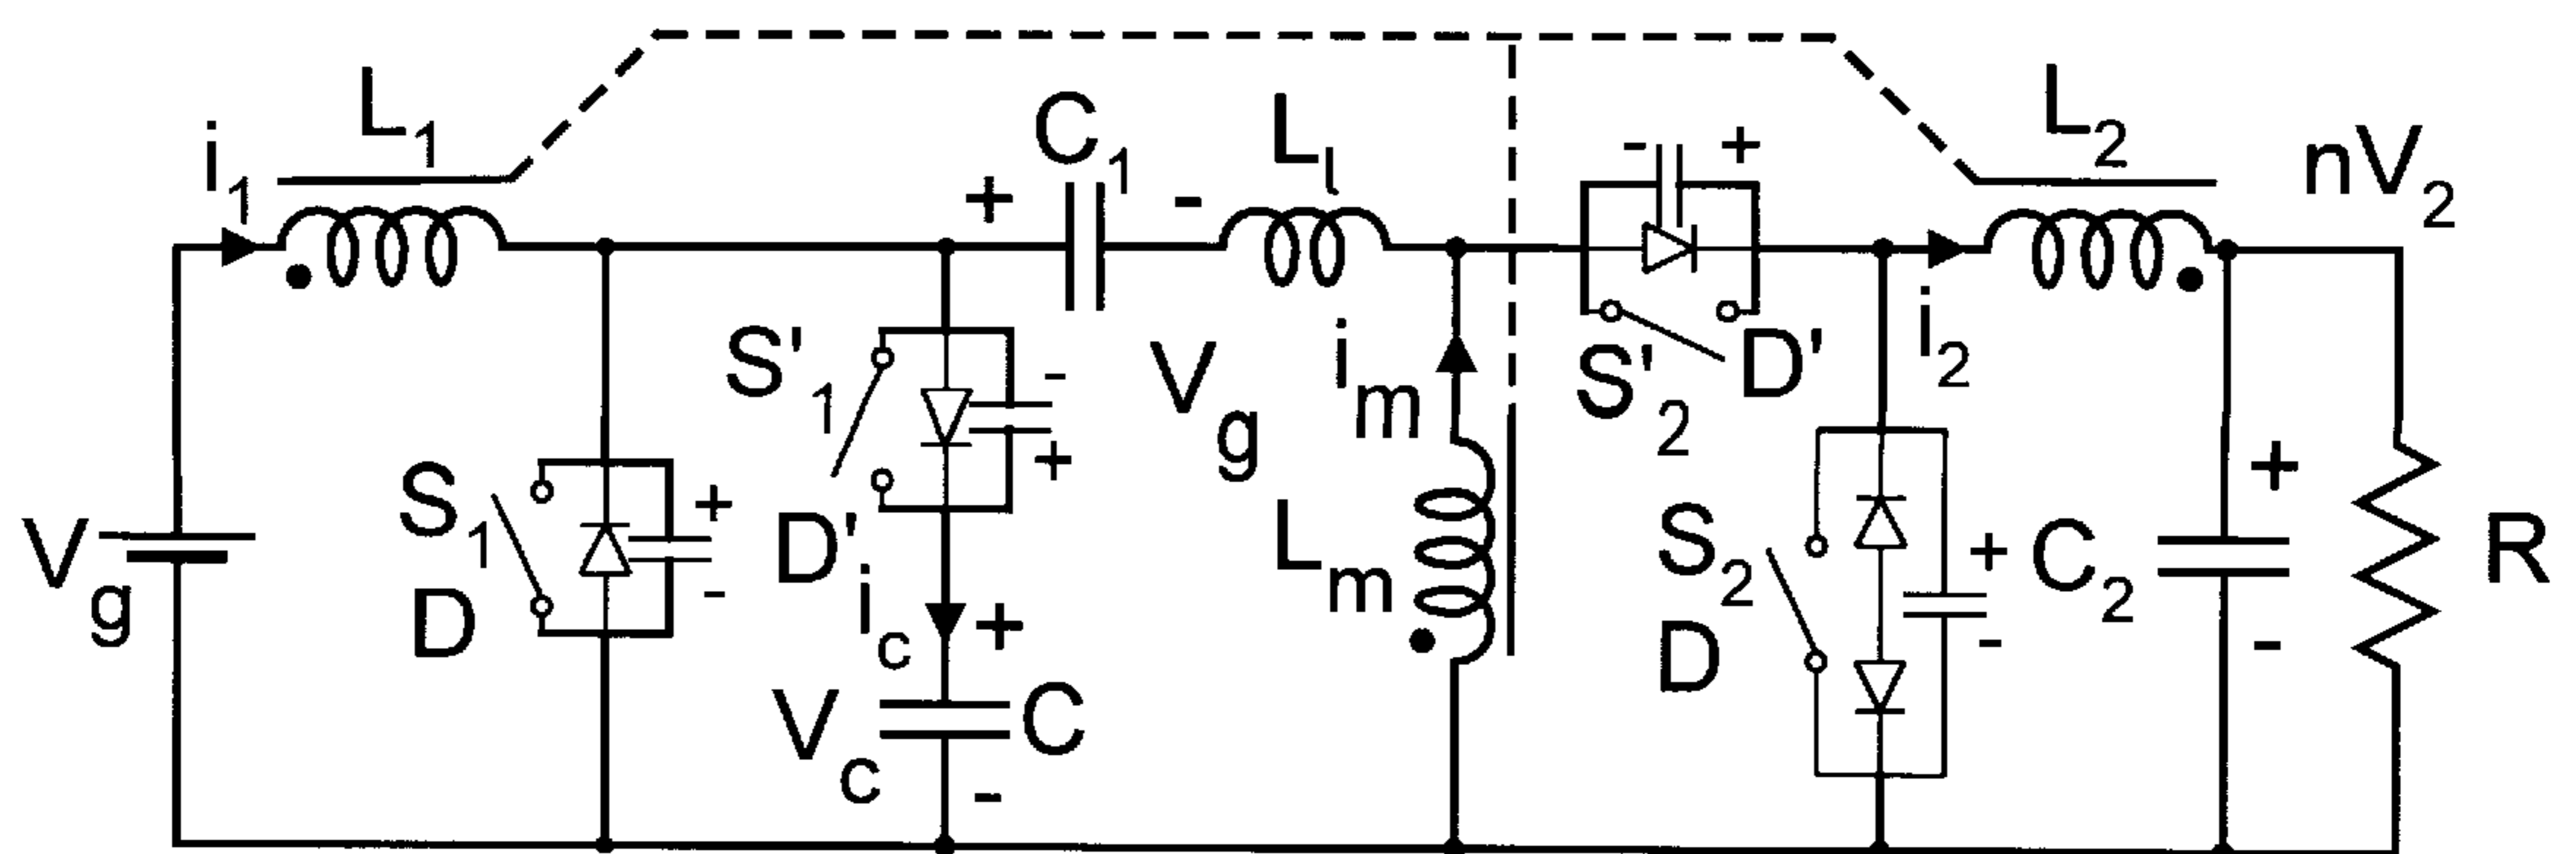 i1
L1
C1
Ll
L2
nV2
+
-
-
+
S'1
D'
-
+
Vg
im
S'2
D'
i2
Vg
S1
D
+
-
ic
Vc
+
-
C
Lm
S2
D
+
-
C2
+
-
R